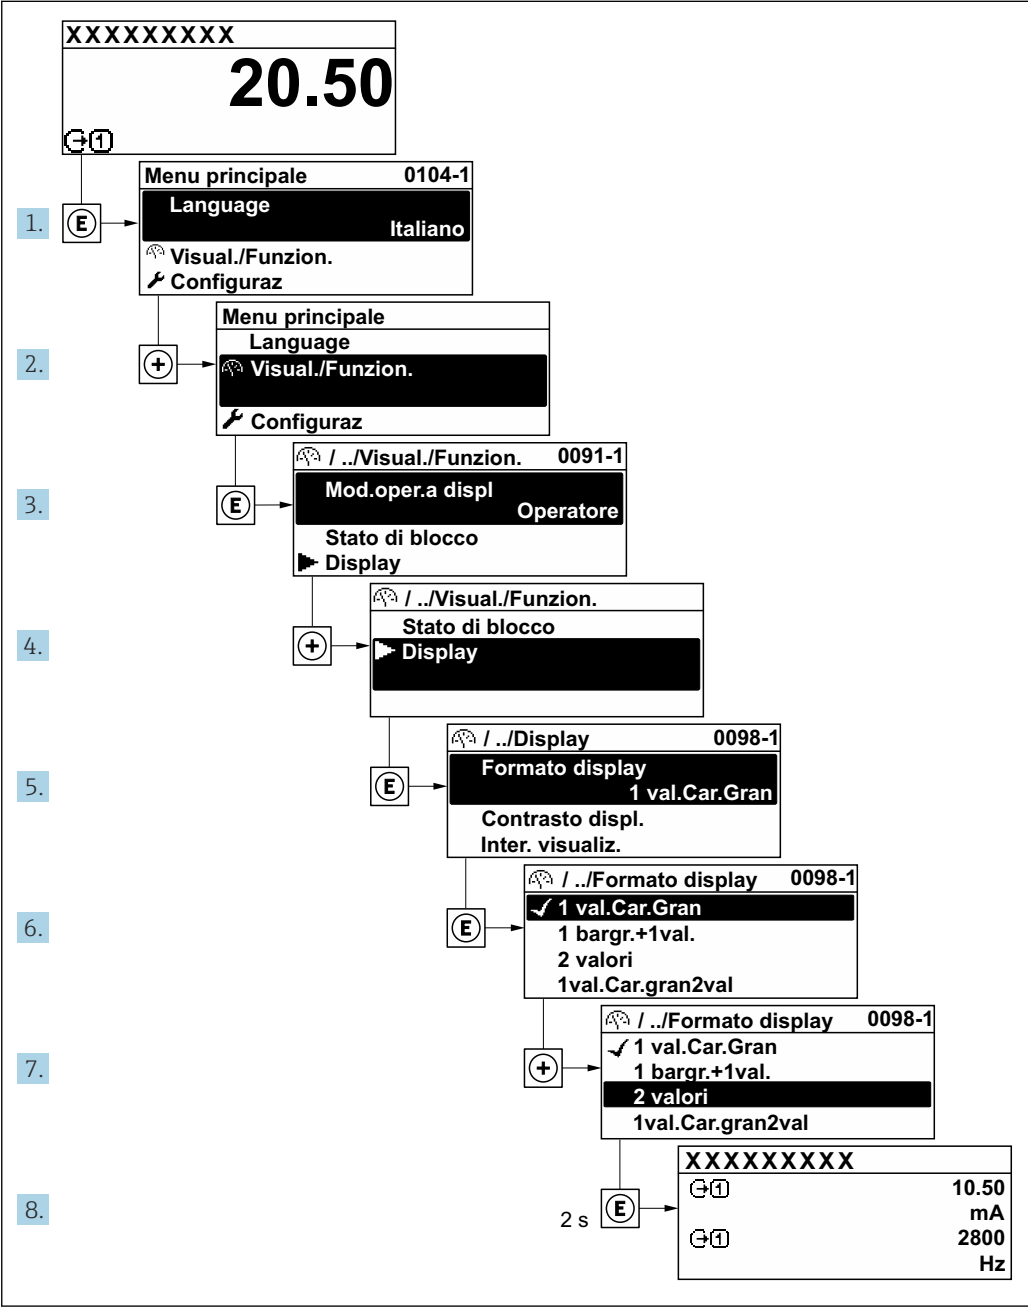 XXXXXXXXX
20.50
1
Menu principale 0104-1
Language
Italiano
Visual./Funzion.
Configuraz
1. E
Menu principale
Language
Visual./Funzion.
Configuraz
2. +
/ ../Visual./Funzion. 0091-1
Mod.oper.a displ
Operatore
Stato di blocco
Display
3. E
/ ../Visual./Funzion.
Stato di blocco
Display
4. +
/ ../Display 0098-1
Formato display
1 val.Car.Gran
Contrasto displ.
Inter. visualiz.
5. E
/ ../Formato display 0098-1
1 val.Car.Gran
1 bargr.+1val.
2 valori
1val.Car.gran2val
6. E
/ ../Formato display 0098-1
1 val.Car.Gran
1 bargr.+1val.
2 valori
1val.Car.gran2val
7. +
XXXXXXXXX
1 10.50
mA
1 2800
Hz
8. 2 s E